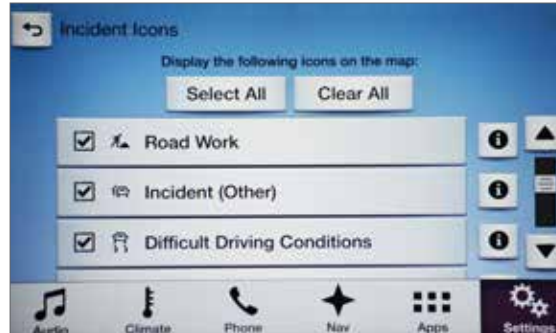 Incident Icons
Display the following icons on the map:
Select All Clear All
Road Work
Incident (Other)
Difficult Driving Conditions
Audio Climate Phone Nav Apps Settings